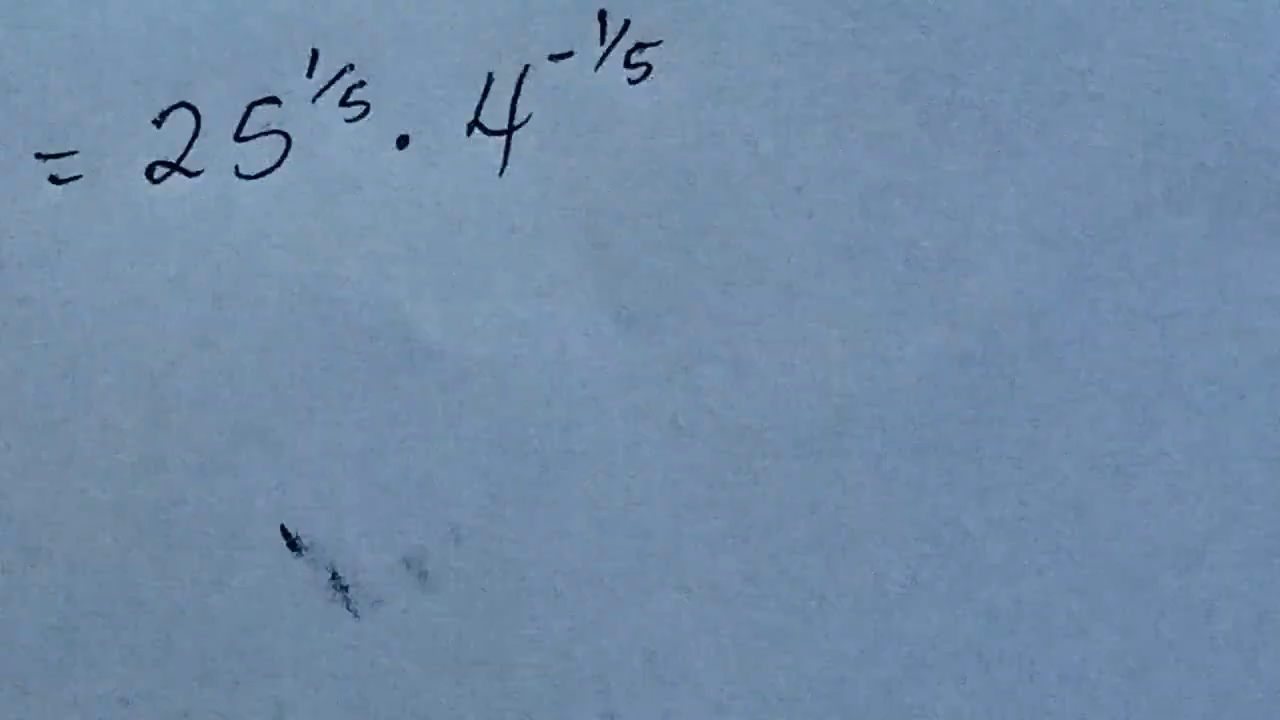 = 25^{1/5} . 4^{-1/5}